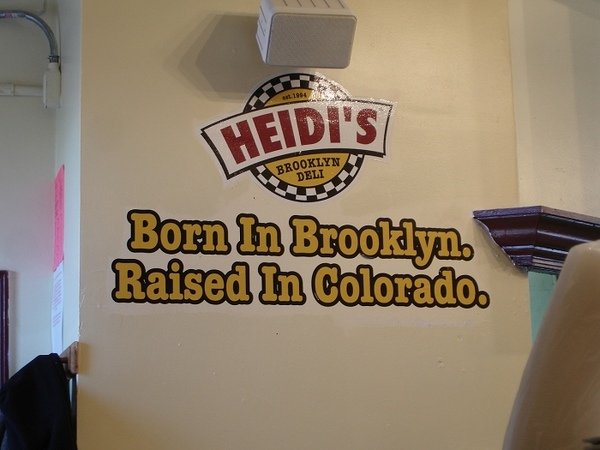 est. 1994
HEIDI'S
BROOKLYN
DELI
Born In Brooklyn.
Raised In Colorado.